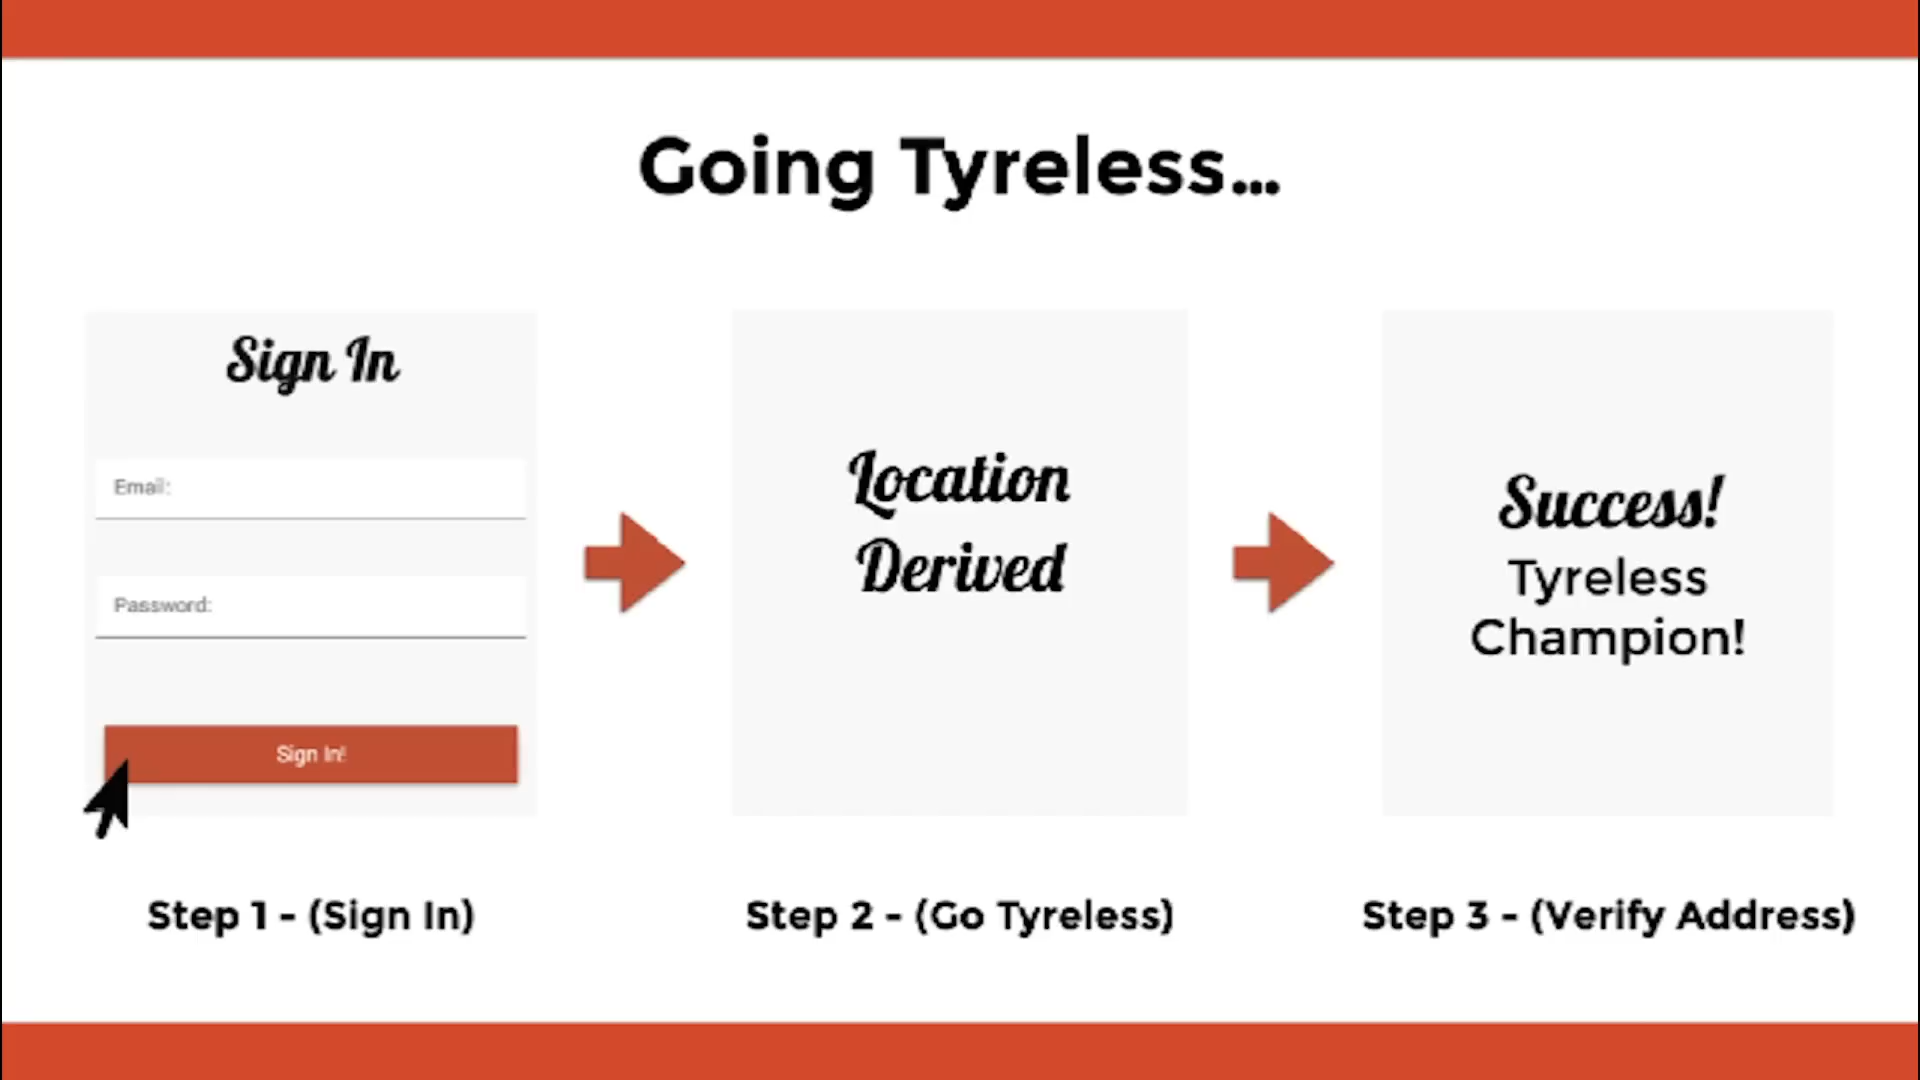 Going Tyreless...
Sign In
Email:
Password:
Sign In!
Step 1 - (Sign In)
Location
Derived
Step 2 - (Go Tyreless)
Success!
Tyreless
Champion!
Step 3 - (Verify Address)